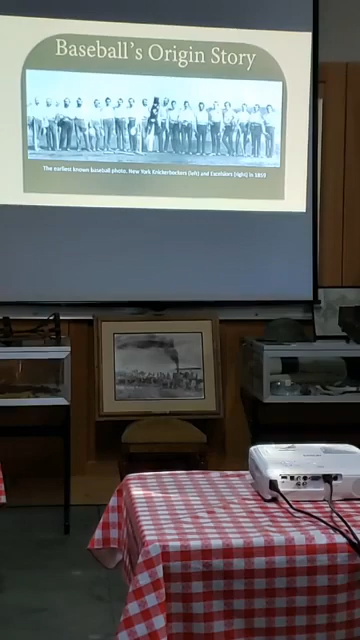 Baseball's Origin Story
The earliest known baseball photo. New York Knickerbockers (left) and Excelsiors (right) in 1859